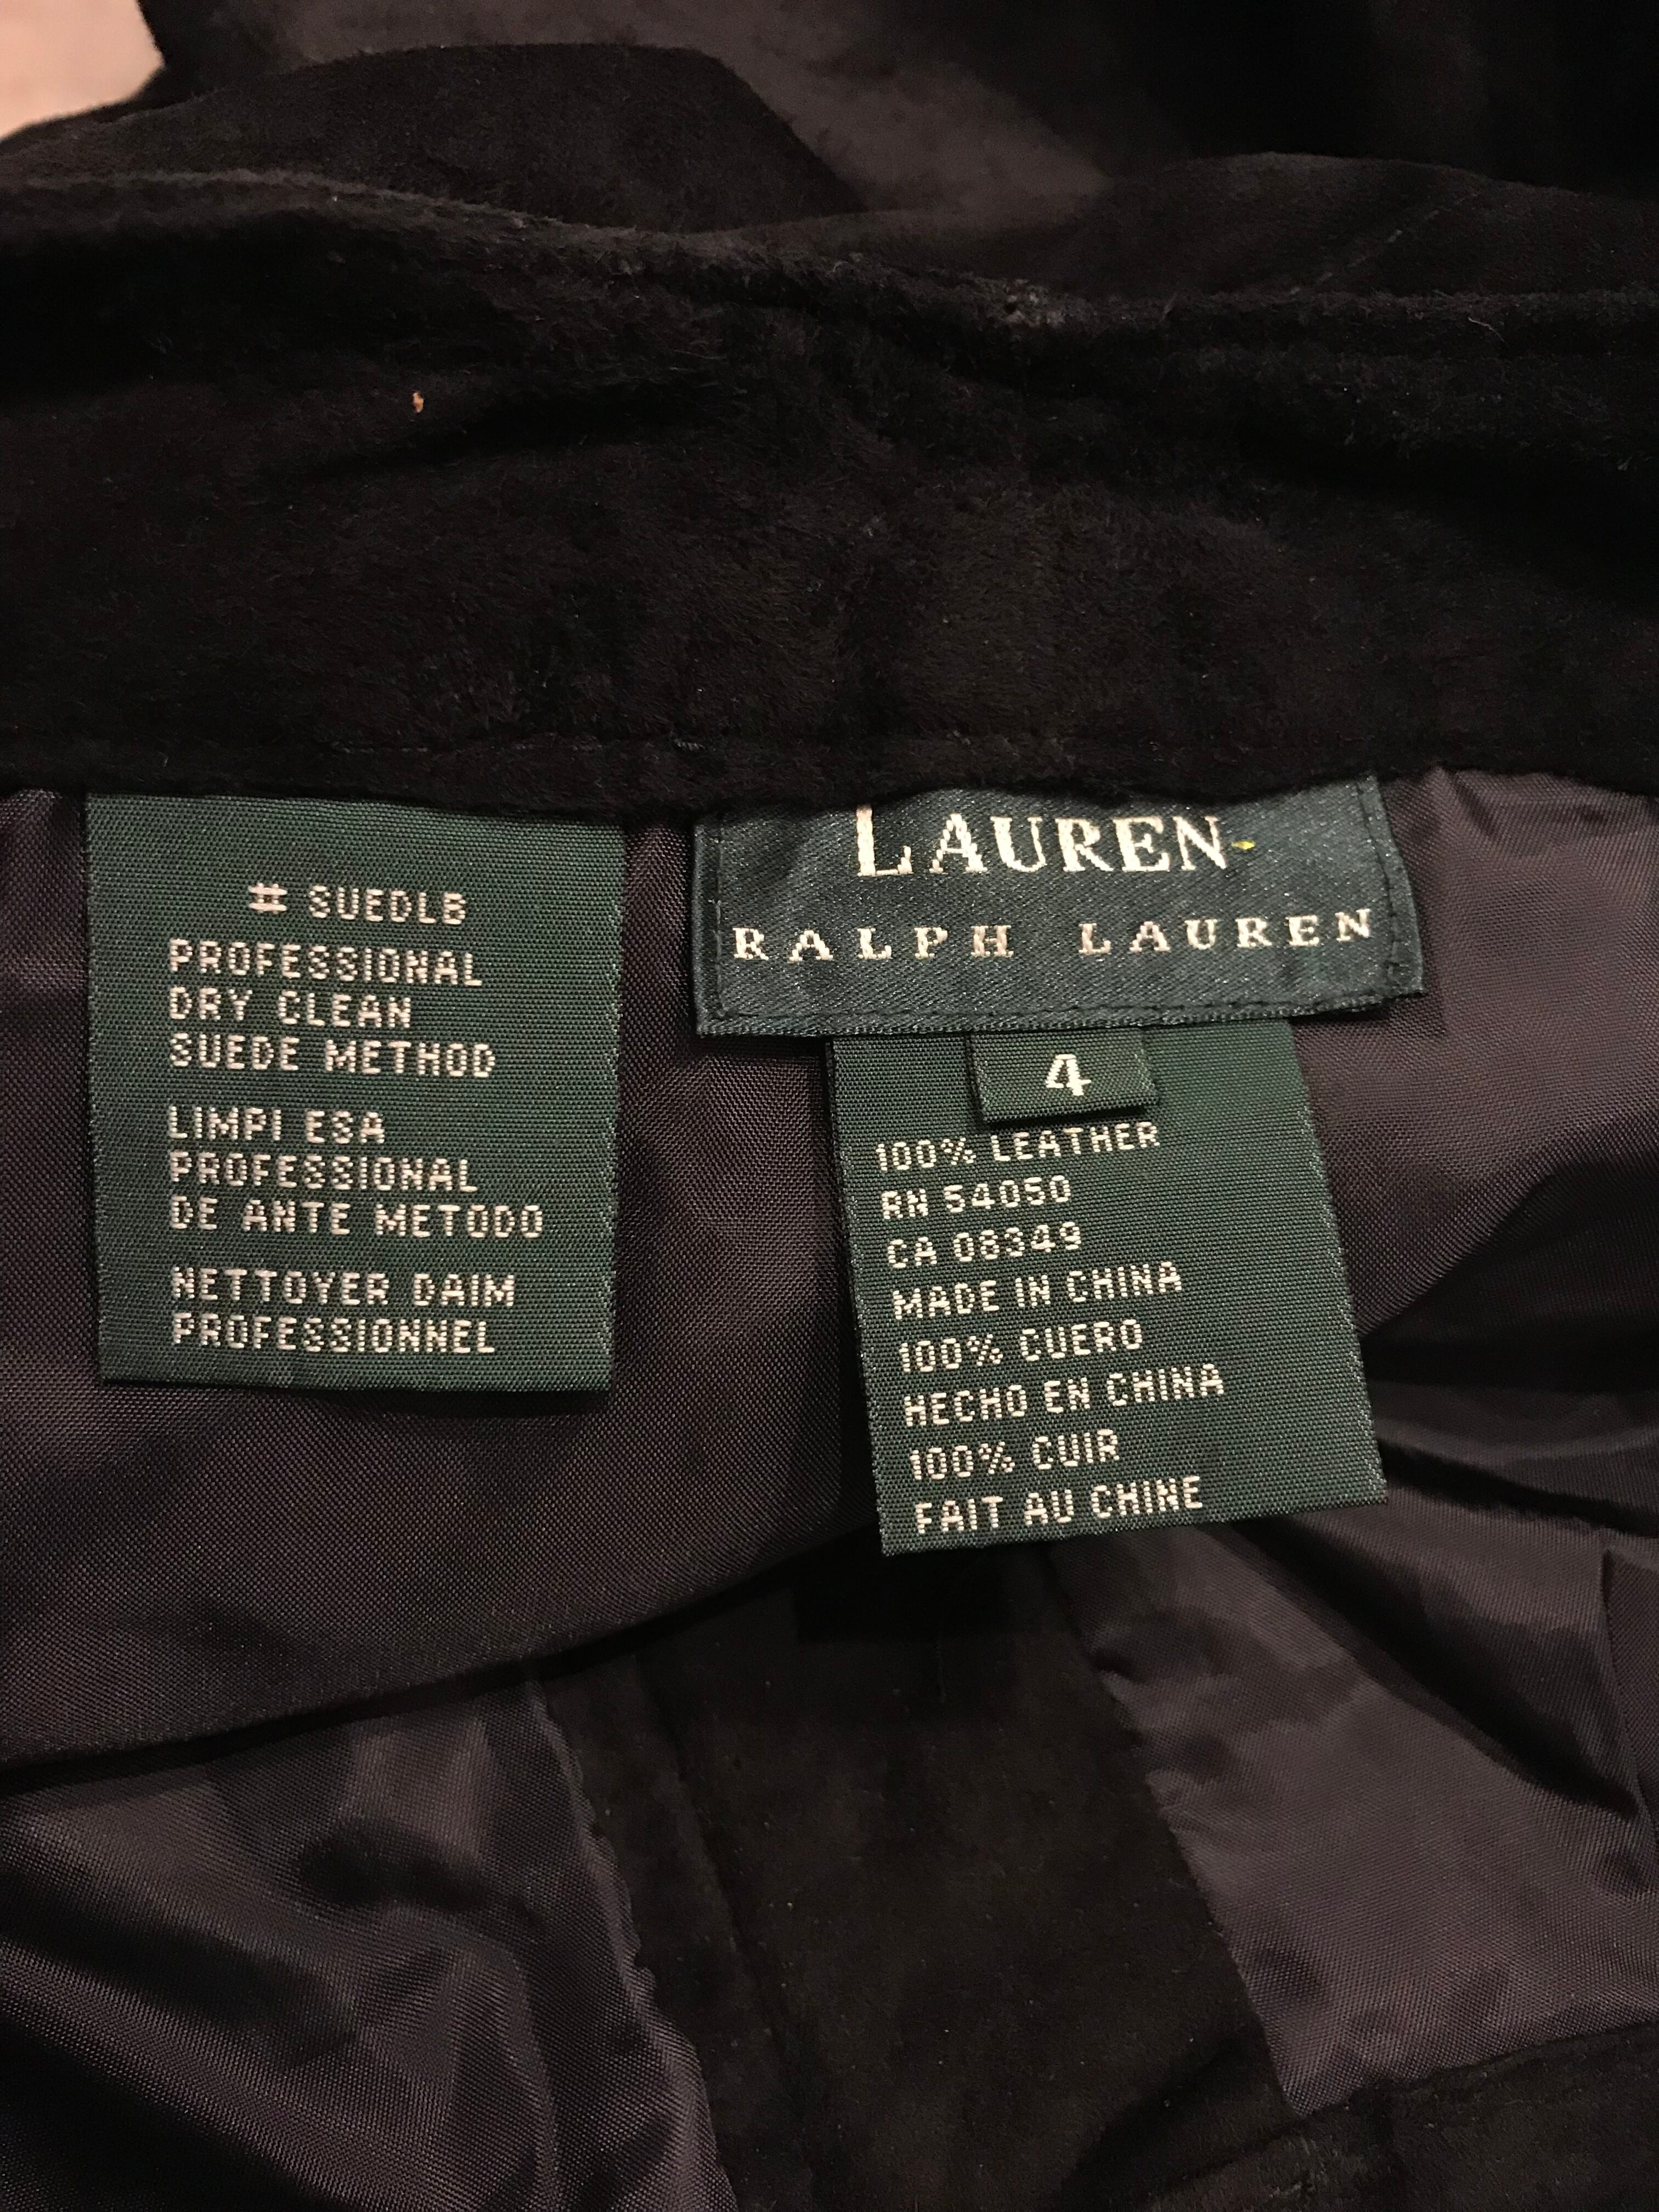 # SUEDLB
PROFESSIONAL
DRY CLEAN
SUEDE METHOD
LIMPI ESA
PROFESSIONAL
DE ANTE METODO
NETTOYER DAIM
PROFESSIONNEL
LAUREN
RALPH LAUREN
4
100% LEATHER
RN 54050
CA 08349
MADE IN CHINA
100% CUERO
HECHO EN CHINA
100% CUIR
FAIT AU CHINE